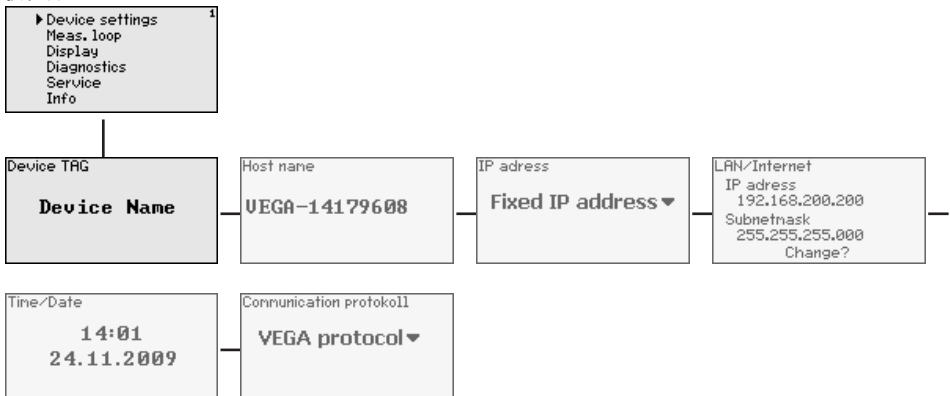 Device settings
1
Meas. loop
Display
Diagnostics
Service
Info
Device TAG
Device Name
Host name
VEGA-14179608
IP adress
Fixed IP address
LAN/Internet
IP adress
192.168.200.200
Subnetmask
255.255.255.000
Change?
Time/Date
14:01
24.11.2009
Communication protokoll
VEGA protocol